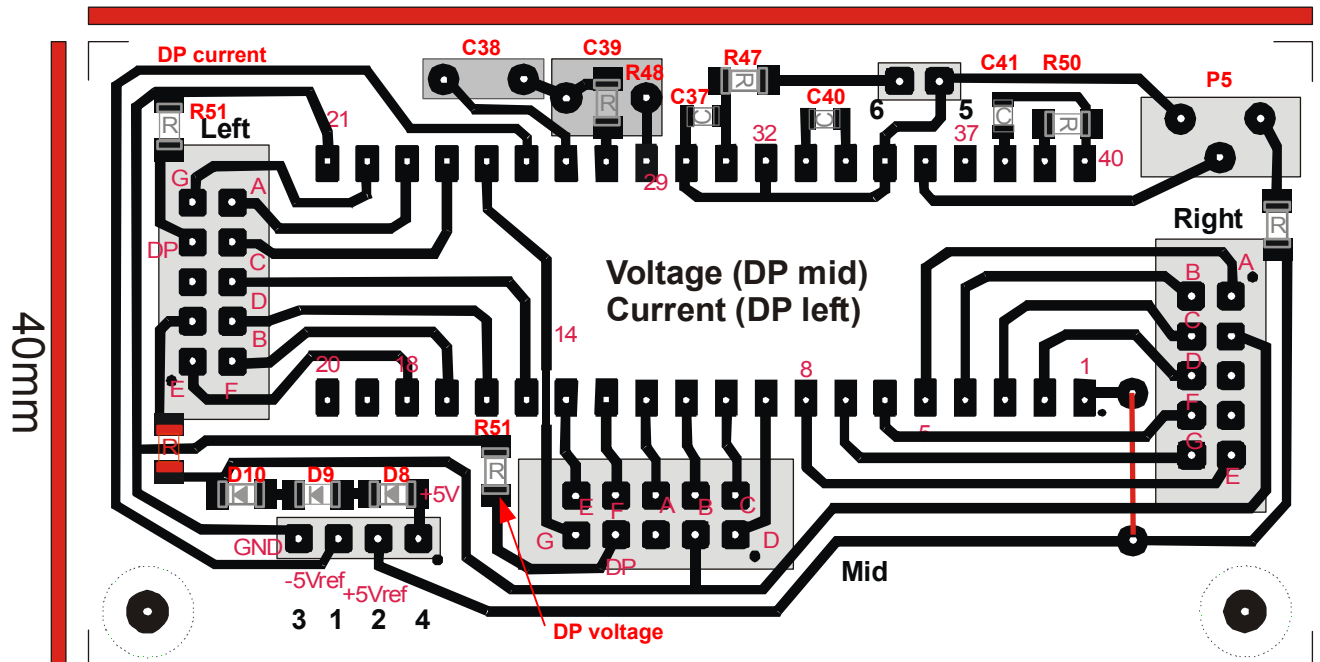 DP current
C38
C39
R47
C41
R50
R48
P5
C37
C40
R51
R
Left
21
R
R
C
C
6
5
C
R
32
37
40
29
G
A
R
Right
DP
C
B
A
Voltage (DP mid)
Current (DP left)
D
C
40mm
B
14
D
E
F
20
18
8
1
F
5
R51
G
R
R
E
D10
D9
D8
+5V
E
F
A
B
C
GND
G
D
DP
Mid
-5Vref
+5Vref
3
1
2
4
DP voltage